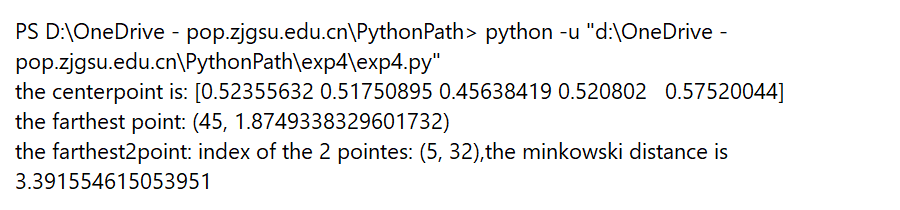 PS D:\OneDrive - pop.zjgsu.edu.cn\PythonPath> python -u "d:\OneDrive -
pop.zjgsu.edu.cn\PythonPath\exp4\exp4.py"
the centerpoint is: [0.52355632 0.51750895 0.45638419 0.520802   0.57520044]
the farthest point: (45, 1.8749338329601732)
the farthest2point: index of the 2 pointes: (5, 32),the minkowski distance is
3.391554615053951